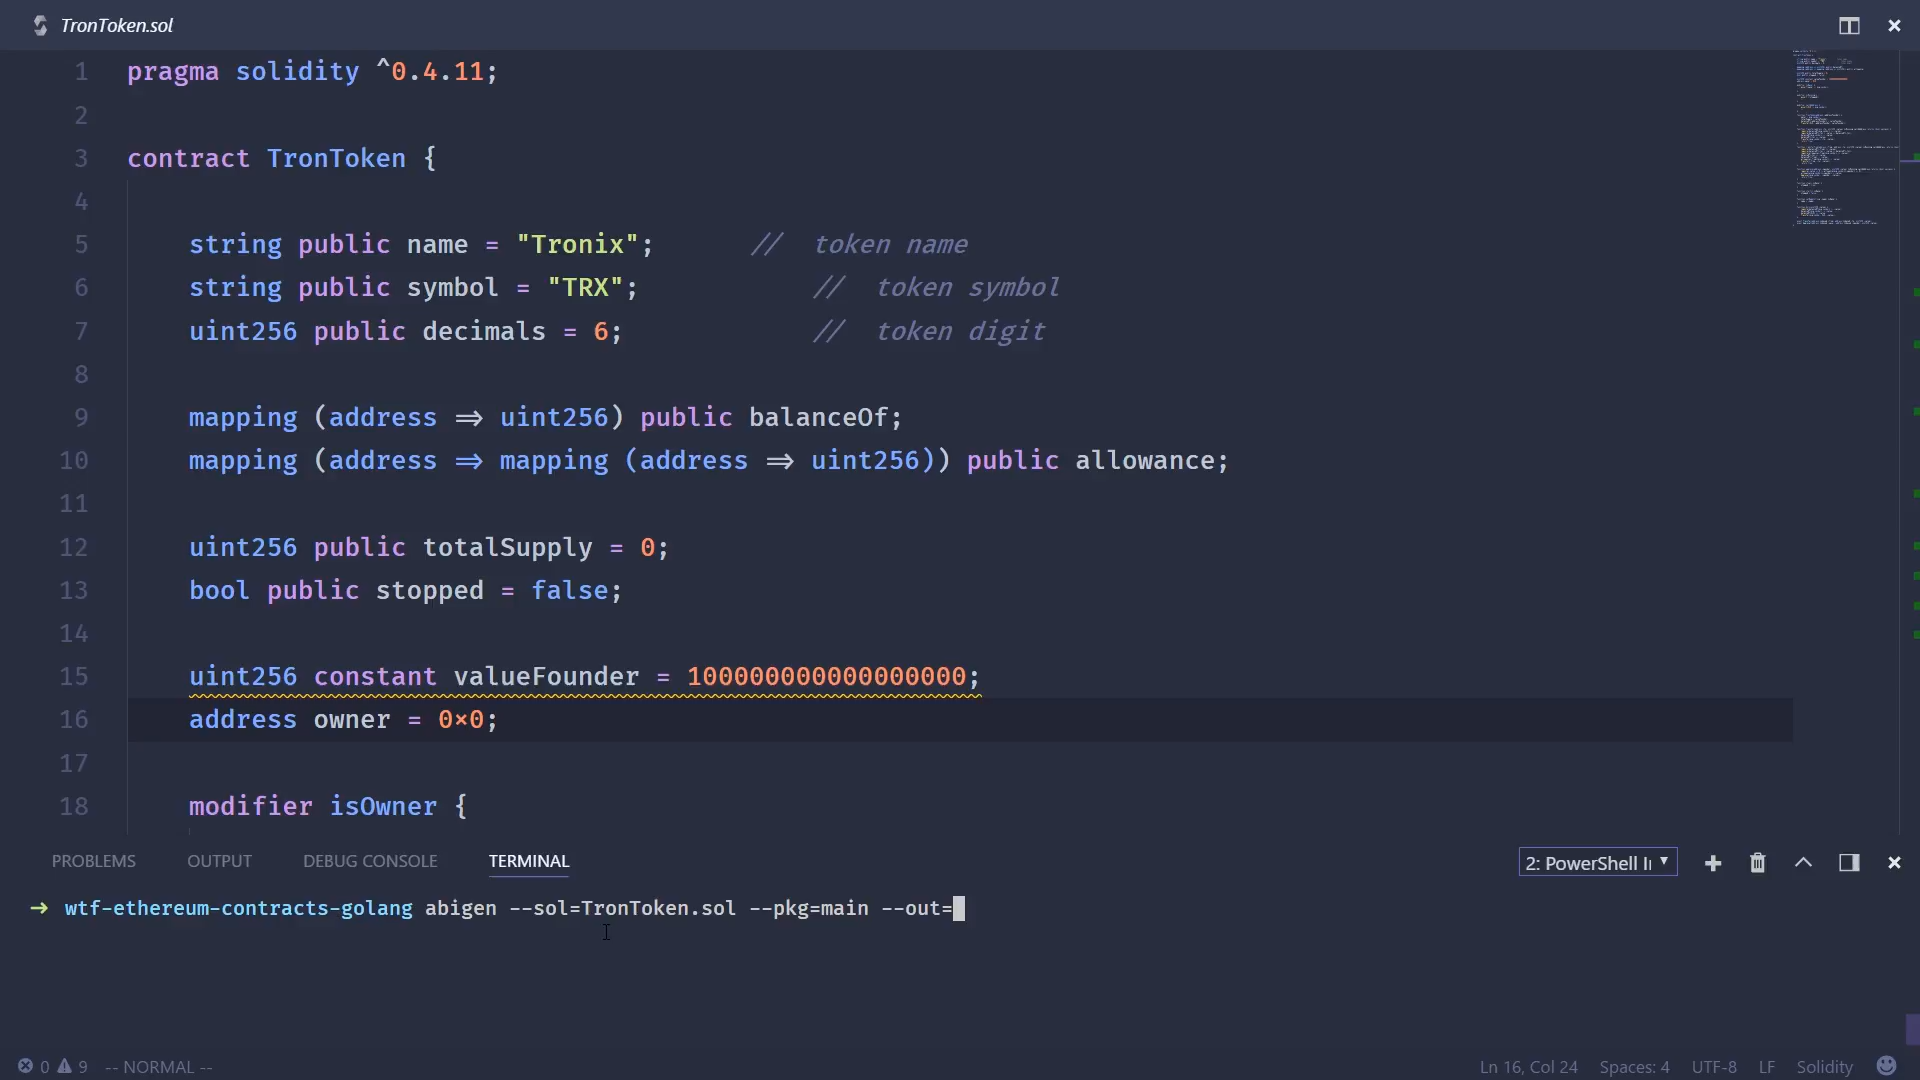 TronToken.sol
1 pragma solidity ^0.4.11;
2
3 contract TronToken {
4
5 string public name = "Tronix"; // token name
6 string public symbol = "TRX"; // token symbol
7 uint256 public decimals = 6; // token digit
8
9 mapping (address => uint256) public balanceOf;
10 mapping (address => mapping (address => uint256)) public allowance;
11
12 uint256 public totalSupply = 0;
13 bool public stopped = false;
14
15 uint256 constant valueFounder = 100000000000000000;
16 address owner = 0×0;
17
18 modifier isOwner {
PROBLEMS OUTPUT DEBUG CONSOLE TERMINAL 2: PowerShell I
→ wtf-ethereum-contracts-golang abigen --sol=TronToken.sol --pkg=main --out=
0 9 -- NORMAL -- Ln 16, Col 24 Spaces: 4 UTF-8 LF Solidity